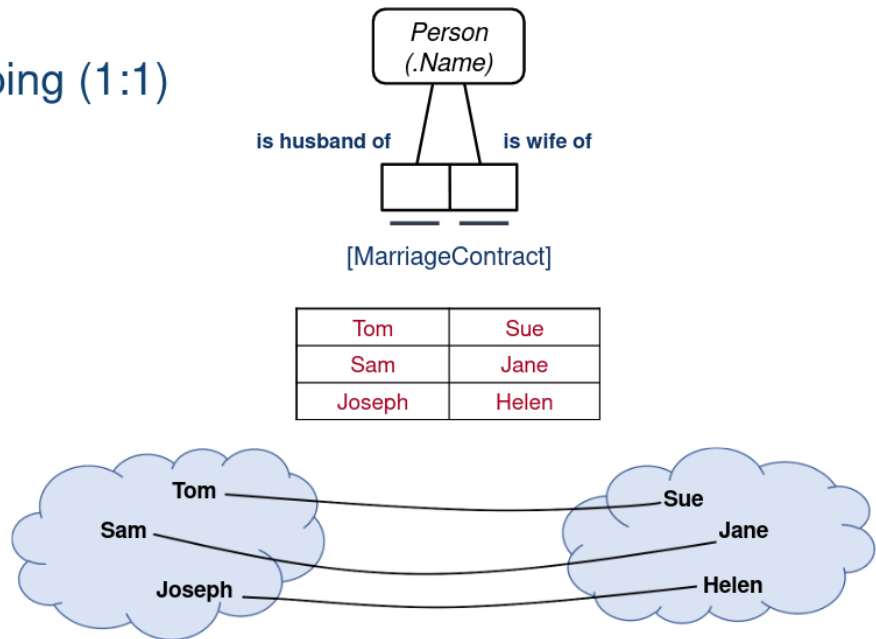 Person
(.Name)
ping (1:1)
is husband of is wife of
[MarriageContract]
Tom Sue
Sam Jane
Joseph Helen
Tom
Sue
Sam
Jane
Joseph
Helen